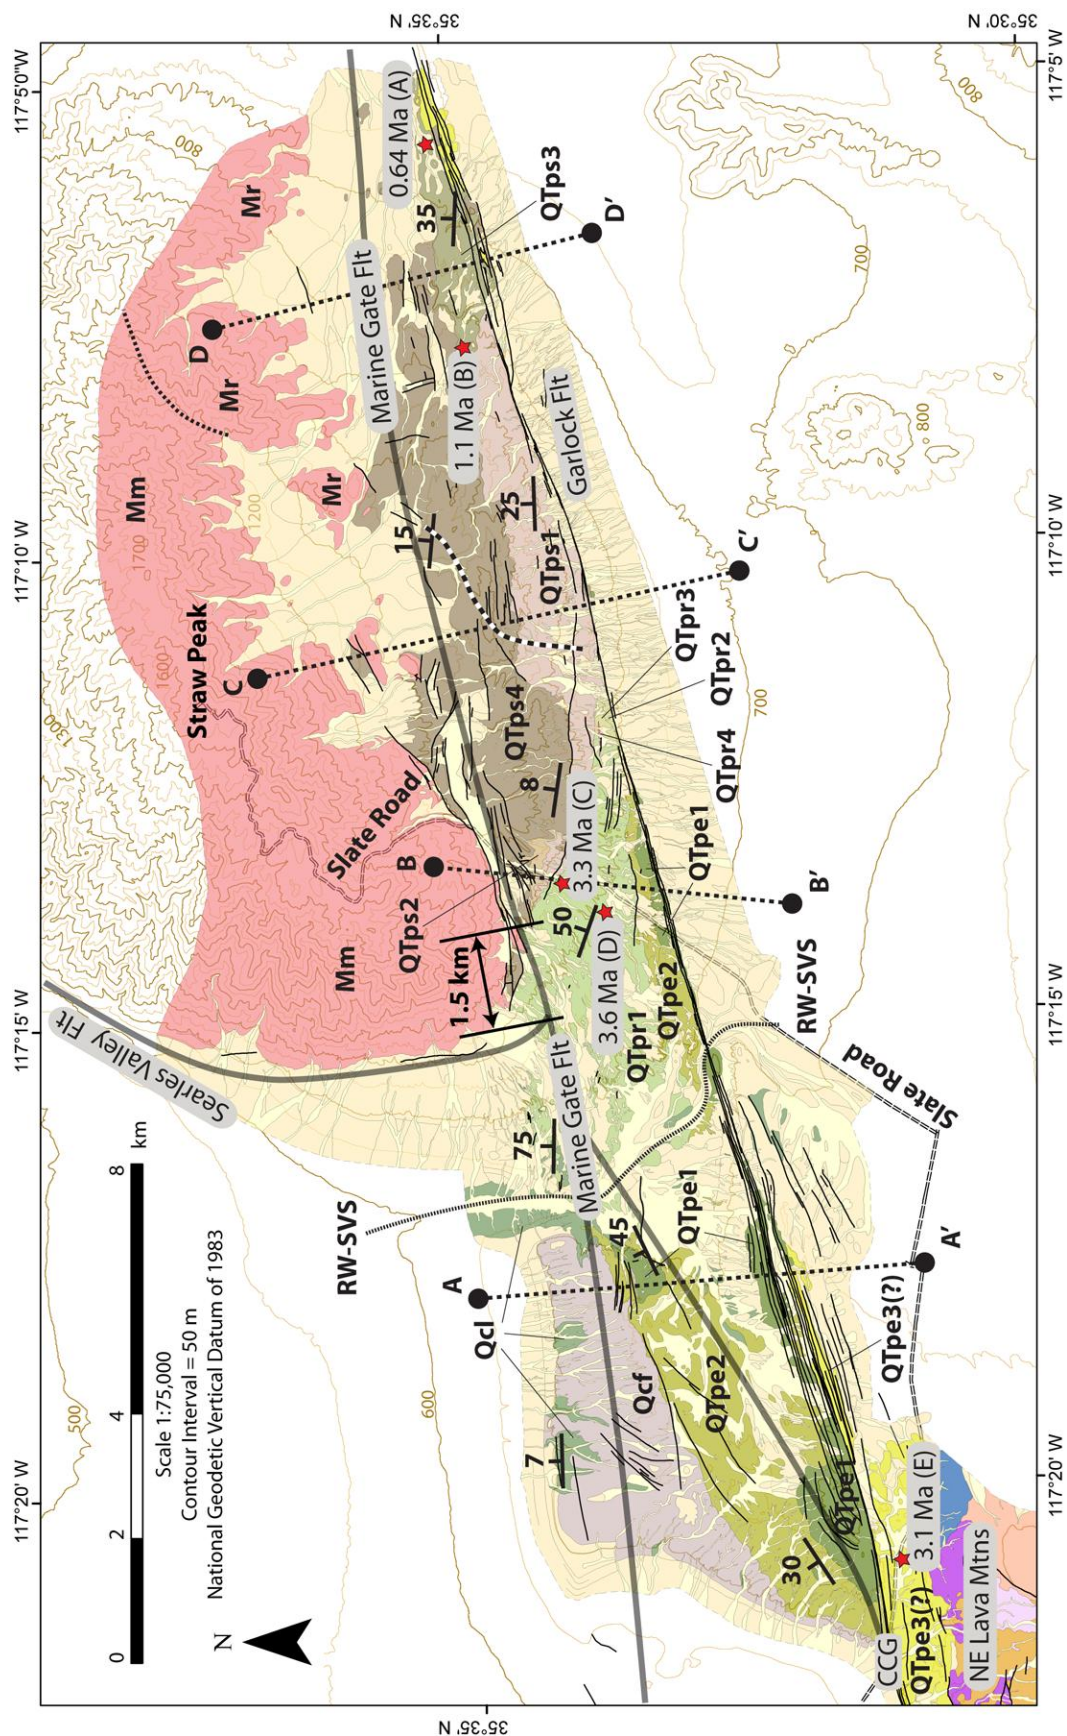 117°20' W
117°15' W
117°10' W
117°5'0"W
0
2
4
8
km
Scale 1:75,000
Contour Interval = 50 m
National Geodetic Vertical Datum of 1983
N
500
600
RW-SVS
Searles Valley Flt
1300
Straw Peak
1600
1700
1200
800
Mm
Mm
Mr
Mr
Mr
Slate Road
A
B
C
D
Marine Gate Flt
Marine Gate Flt
1.5 km
QTps2
Qcl
7
75
Qcf
45
50
8
15
25
35
0.64 Ma (A)
1.1 Ma (B)
3.3 Ma (C)
3.6 Ma (D)
QTps4
QTps1
QTps3
QTpr1
QTpe2
QTpe2
QTpe1
QTpe1
QTpe1
30
Garlock Flt
QTpr4
QTpr2
QTpr3
RW-SVS
Slate Road
QTpe3(?)
QTpe3(?)
CCG
3.1 Ma (E)
NE Lava Mtns
A'
B'
C'
D'
700
700
800
800
35°35' N
35°35' N
35°30' N
117°20' W
117°15' W
117°10' W
117°5' W